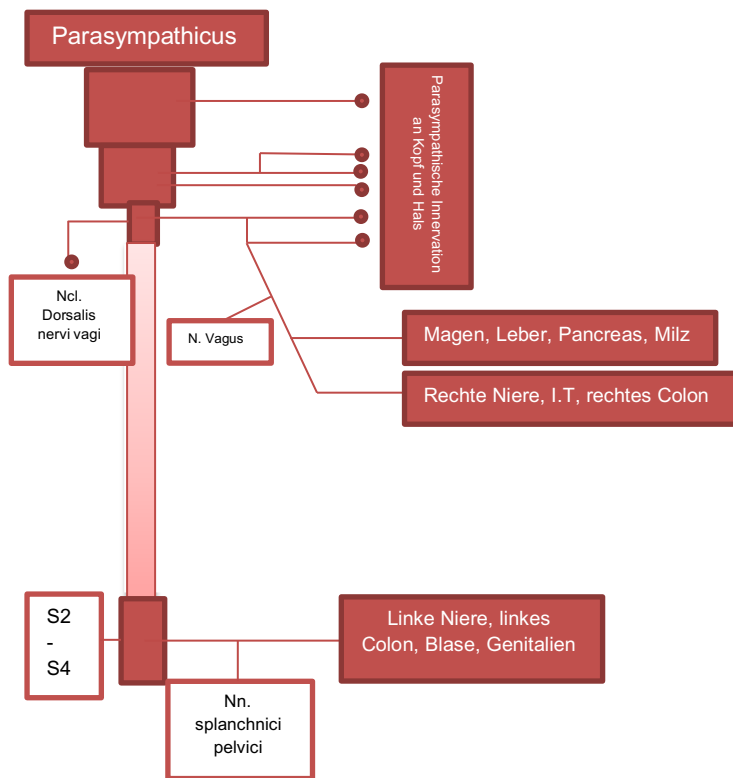 Parasympathicus
Parasympathische Innervation
an Kopf und Hals
Ncl.
Dorsalis
nervi vagi
N. Vagus
Magen, Leber, Pancreas, Milz
Rechte Niere, I.T, rechtes Colon
S2
-
S4
Linke Niere, linkes
Colon, Blase, Genitalien
Nn.
splanchnici
pelvici